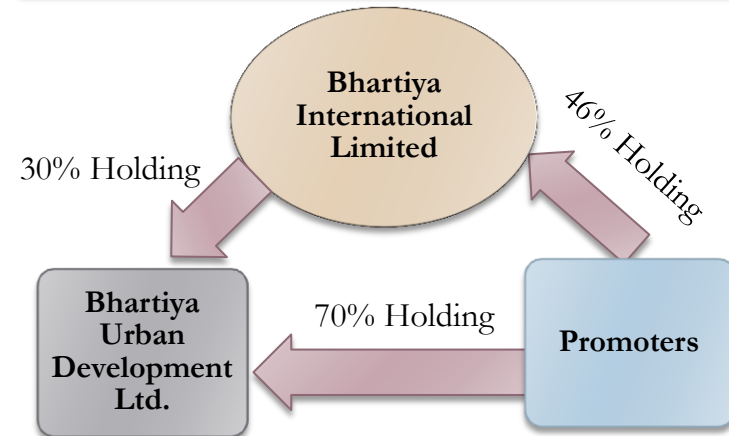 Bhartiya
International
Limited
46% Holding
30% Holding
Bhartiya
Urban
Development
Ltd.
70% Holding
Promoters